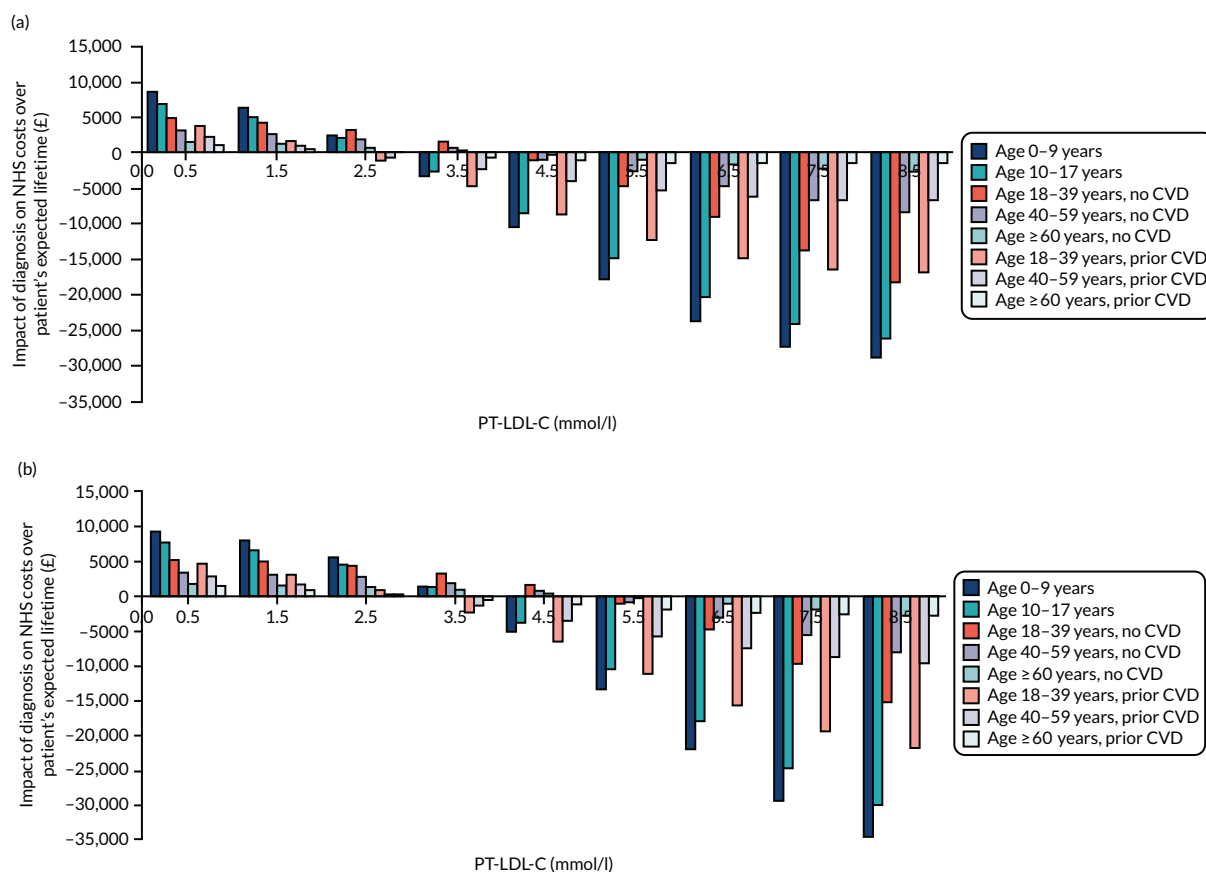 (a)
Impact of diagnosis on NHS costs over
patient's expected lifetime (£)
15,000
10,000
5000
0
−5000
−10,000
−15,000
−20,000
−25,000
−30,000
−35,000
0.0
0.5
1.5
2.5
3.5
4.5
5.5
6.5
7.5
8.5
PT-LDL-C (mmol/l)
Age 0–9 years
Age 10–17 years
Age 18–39 years, no CVD
Age 40–59 years, no CVD
Age ≥60 years, no CVD
Age 18–39 years, prior CVD
Age 40–59 years, prior CVD
Age ≥60 years, prior CVD
(b)
Impact of diagnosis on NHS costs over
patient's expected lifetime (£)
15,000
10,000
5000
0
−5000
−10,000
−15,000
−20,000
−25,000
−30,000
−35,000
0.0
0.5
1.5
2.5
3.5
4.5
5.5
6.5
7.5
8.5
PT-LDL-C (mmol/l)
Age 0–9 years
Age 10–17 years
Age 18–39 years, no CVD
Age 40–59 years, no CVD
Age ≥60 years, no CVD
Age 18–39 years, prior CVD
Age 40–59 years, prior CVD
Age ≥60 years, prior CVD